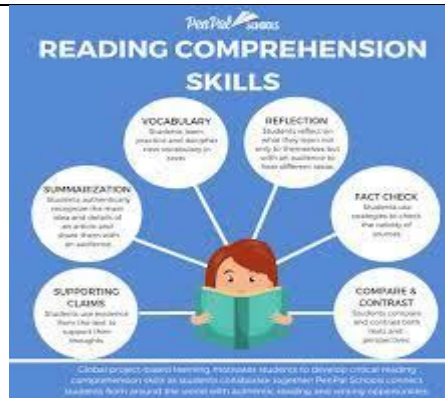 PenPal SCHOOLS
READING COMPREHENSION
SKILLS
VOCABULARY
Students learn,
practice and decipher
new vocabulary in
texts
REFLECTION
Students reflect on
what they learn not
only to themselves but
with an audience to
hear different ideas.
SUMMARIZATION
Students authentically
recognize the main
idea and details of
an article and
share them with
an audience.
FACT CHECK
Students use
strategies to check
the validity of
sources.
SUPPORTING
CLAIMS
Students use evidence
from the text to
support their
thoughts.
COMPARE &
CONTRAST
Students compare
and contrast both
texts and
perspectives.
Global project-based learning motivates students to develop critical reading
comprehension skills as students collaborate together. PenPal Schools connects
students from around the world with authentic reading and writing opportunities.